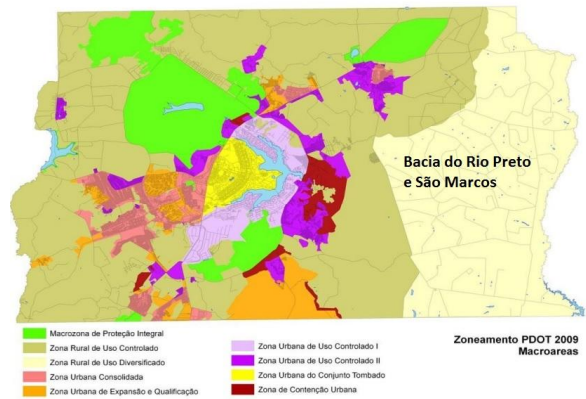 Bacia do Rio Preto
e São Marcos
Macrozona de Proteção Integral
Zona Rural de Uso Controlado
Zona Rural de Uso Diversificado
Zona Urbana Consolidada
Zona Urbana de Expansão e Qualificação
Zona Urbana de Uso Controlado I
Zona Urbana de Uso Controlado II
Zona Urbana do Conjunto Tombado
Zona de Contenção Urbana
Zoneamento PDOT 2009
Macroareas